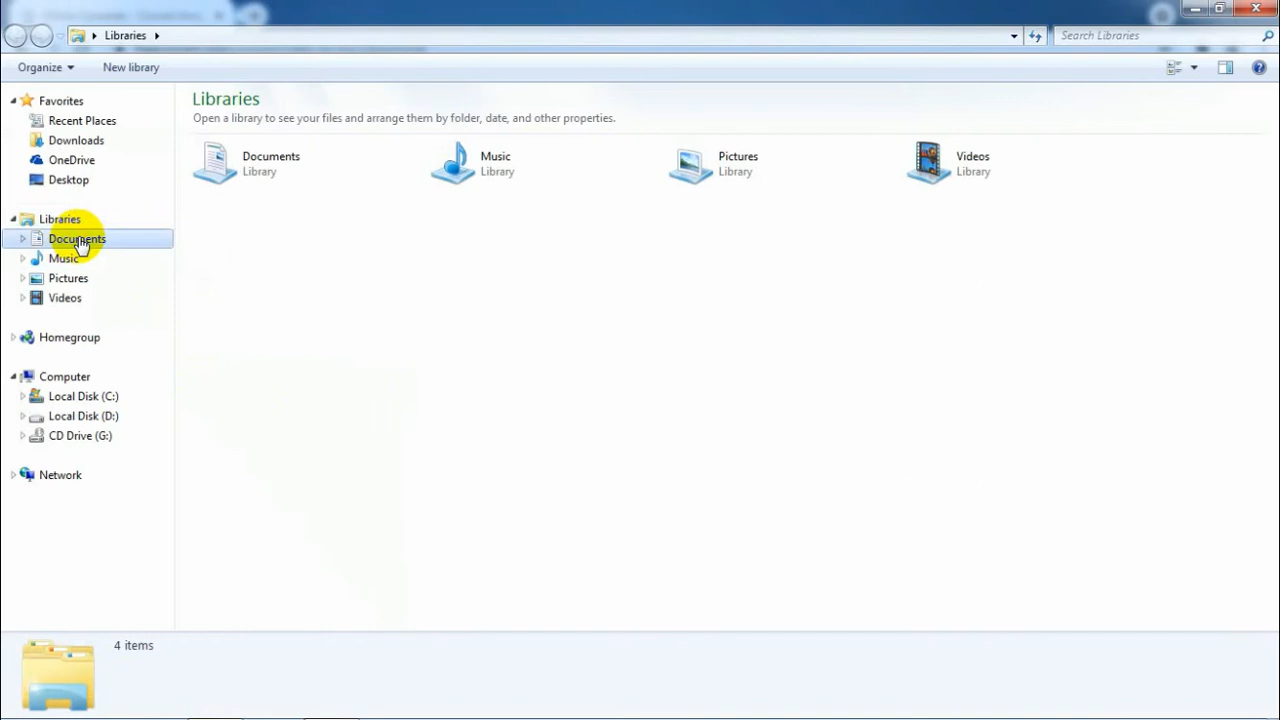 Libraries
Search Libraries
Organize
New library
Favorites
Recent Places
Downloads
OneDrive
Desktop
Libraries
Documents
Music
Pictures
Videos
Homegroup
Computer
Local Disk (C:)
Local Disk (D:)
CD Drive (G:)
Network
Libraries
Open a library to see your files and arrange them by folder, date, and other properties.
Documents
Library
Music
Library
Pictures
Library
Videos
Library
4 items